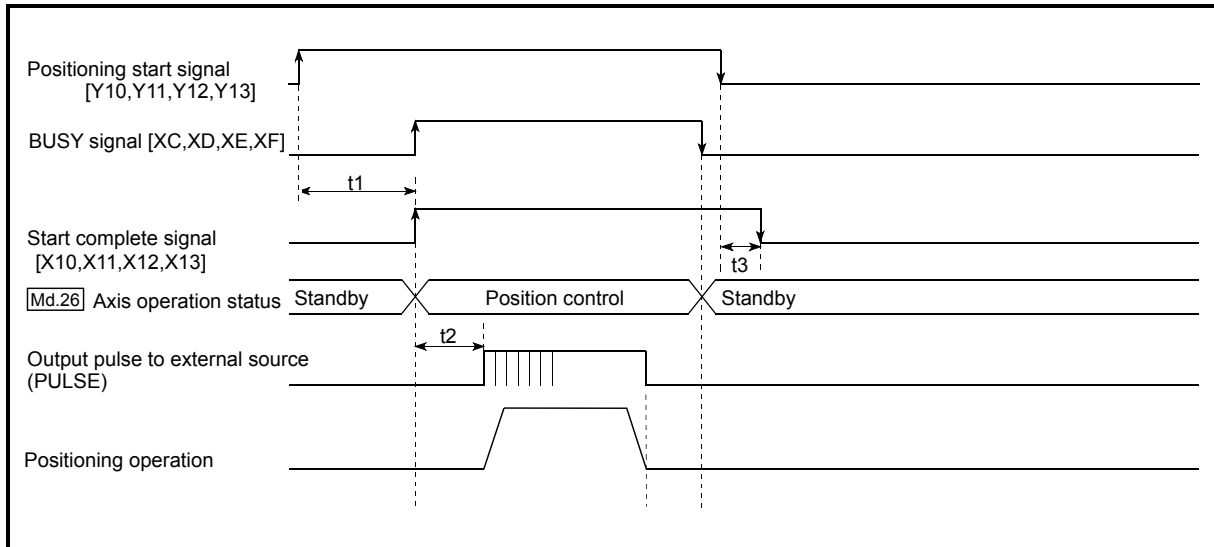 Positioning start signal
[Y10,Y11,Y12,Y13]
BUSY signal [XC,XD,XE,XF]
t1
Start complete signal
[X10,X11,X12,X13]
t3
Md.26 Axis operation status Standby Position control Standby
t2
Output pulse to external source
(PULSE)
Positioning operation